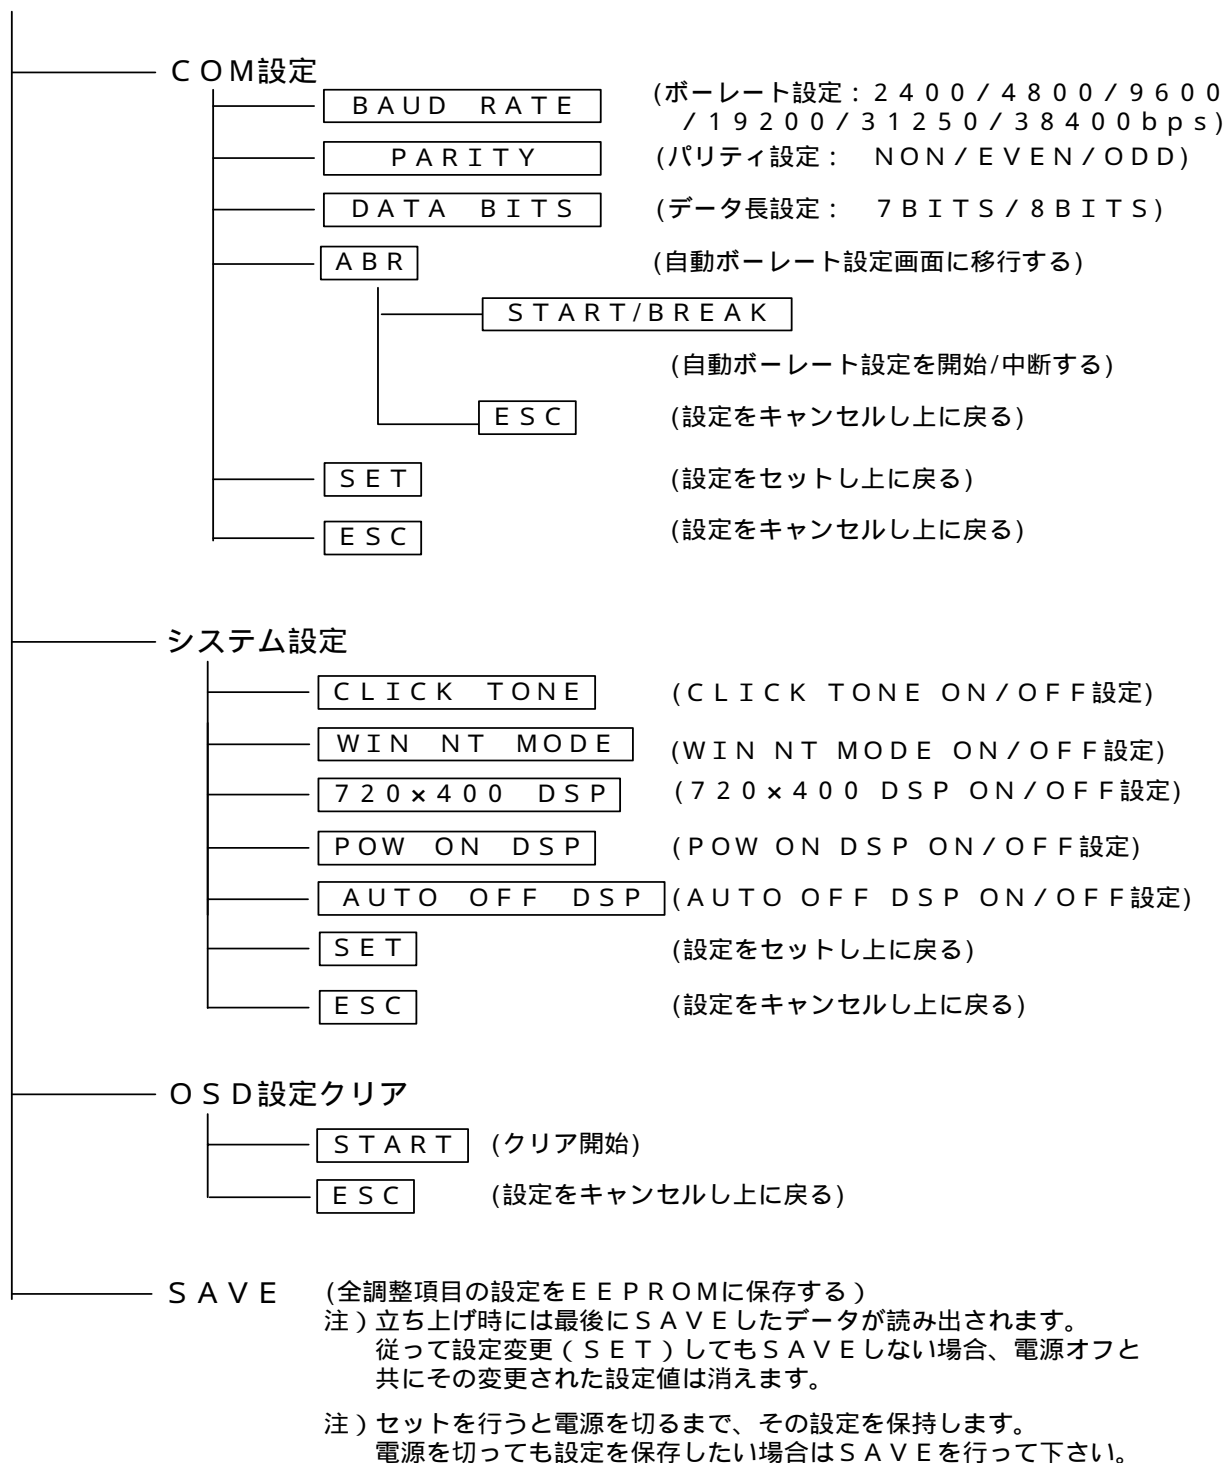 ＣＯＭ設定
ＢＡＵＤ　ＲＡＴＥ
(ボーレート設定：２４００／４８００／９６００
／１９２００／３１２５０／３８４００ｂｐｓ)
ＰＡＲＩＴＹ
(パリティ設定：　ＮＯＮ／ＥＶＥＮ／ＯＤＤ)
ＤＡＴＡ　ＢＩＴＳ
(データ長設定：　７ＢＩＴＳ／８ＢＩＴＳ)
ＡＢＲ
(自動ボーレート設定画面に移行する)
ＳＴＡＲＴ/ＢＲＥＡＫ
(自動ボーレート設定を開始/中断する)
ＥＳＣ
(設定をキャンセルし上に戻る)
ＳＥＴ
(設定をセットし上に戻る)
ＥＳＣ
(設定をキャンセルし上に戻る)
システム設定
ＣＬＩＣＫ　ＴＯＮＥ
(ＣＬＩＣＫ ＴＯＮＥ ＯＮ／ＯＦＦ設定)
ＷＩＮ　ＮＴ　ＭＯＤＥ
(ＷＩＮ ＮＴ ＭＯＤＥ ＯＮ／ＯＦＦ設定)
７２０×４００　ＤＳＰ
(７２０×４００ ＤＳＰ ＯＮ／ＯＦＦ設定)
ＰＯＷ　ＯＮ　ＤＳＰ
(ＰＯＷ ＯＮ ＤＳＰ ＯＮ／ＯＦＦ設定)
ＡＵＴＯ　ＯＦＦ　ＤＳＰ
(ＡＵＴＯ ＯＦＦ ＤＳＰ ＯＮ／ＯＦＦ設定)
ＳＥＴ
(設定をセットし上に戻る)
ＥＳＣ
(設定をキャンセルし上に戻る)
ＯＳＤ設定クリア
ＳＴＡＲＴ
(クリア開始)
ＥＳＣ
(設定をキャンセルし上に戻る)
ＳＡＶＥ
(全調整項目の設定をＥＥＰＲＯＭに保存する）
注）立ち上げ時には最後にＳＡＶＥしたデータが読み出されます。
従って設定変更（ＳＥＴ）してもＳＡＶＥしない場合、電源オフと
共にその変更された設定値は消えます。
注）セットを行うと電源を切るまで、その設定を保持します。
電源を切っても設定を保存したい場合はＳＡＶＥを行って下さい。